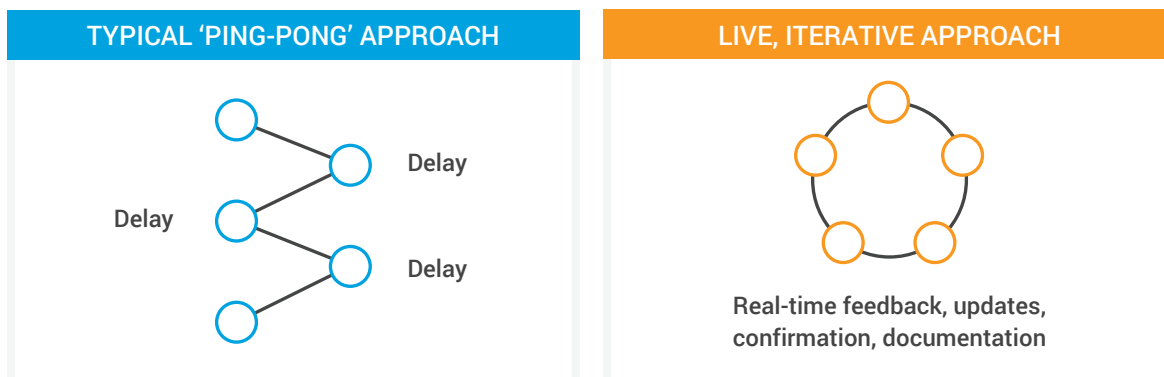 TYPICAL ‘PING-PONG’ APPROACH
Delay
Delay
Delay
LIVE, ITERATIVE APPROACH
Real-time feedback, updates,
confirmation, documentation